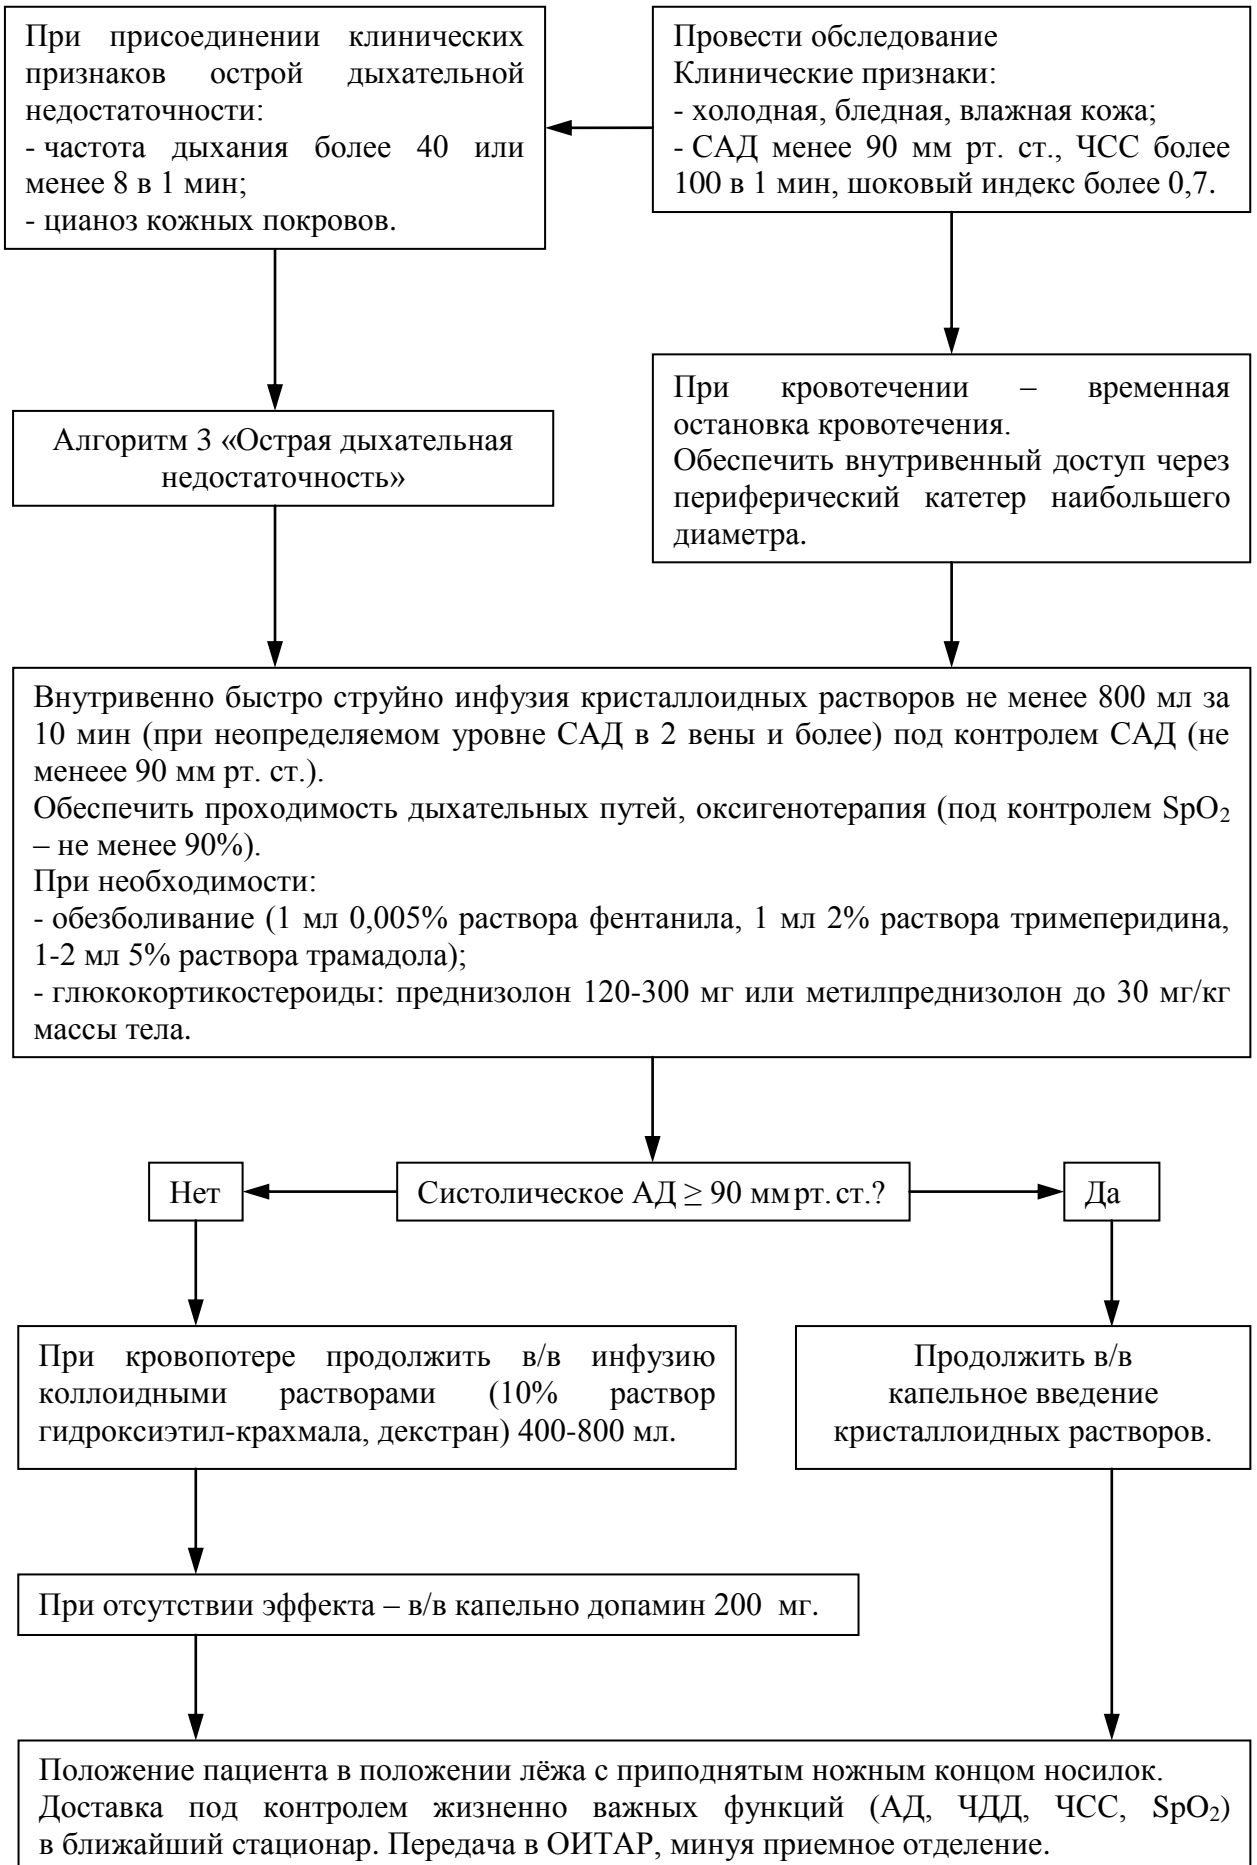 При присоединении клинических
признаков острой дыхательной
недостаточности:
- частота дыхания более 40 или
менее 8 в 1 мин;
- цианоз кожных покровов.
Провести обследование
Клинические признаки:
- холодная, бледная, влажная кожа;
- САД менее 90 мм рт. ст., ЧСС более
100 в 1 мин, шоковый индекс более 0,7.
Алгоритм 3 «Острая дыхательная
недостаточность»
При кровотечении – временная
остановка кровотечения.
Обеспечить внутривенный доступ через
периферический катетер наибольшего
диаметра.
Внутривенно быстро струйно инфузия кристаллоидных растворов не менее 800 мл за
10 мин (при неопределяемом уровне САД в 2 вены и более) под контролем САД (не
менеее 90 мм рт. ст.).
Обеспечить проходимость дыхательных путей, оксигенотерапия (под контролем SpO₂
– не менее 90%).
При необходимости:
- обезболивание (1 мл 0,005% раствора фентанила, 1 мл 2% раствора тримеперидина,
1-2 мл 5% раствора трамадола);
- глюкокортикостероиды: преднизолон 120-300 мг или метилпреднизолон до 30 мг/кг
массы тела.
Нет
Систолическое АД ≥ 90 мм рт. ст.?
Да
При кровопотере продолжить в/в инфузию
коллоидными растворами (10% раствор
гидроксиэтил-крахмала, декстран) 400-800 мл.
Продолжить в/в
капельное введение
кристаллоидных растворов.
При отсутствии эффекта – в/в капельно допамин 200 мг.
Положение пациента в положении лёжа с приподнятым ножным концом носилок.
Доставка под контролем жизненно важных функций (АД, ЧДД, ЧСС, SpO₂)
в ближайший стационар. Передача в ОИТАР, минуя приемное отделение.